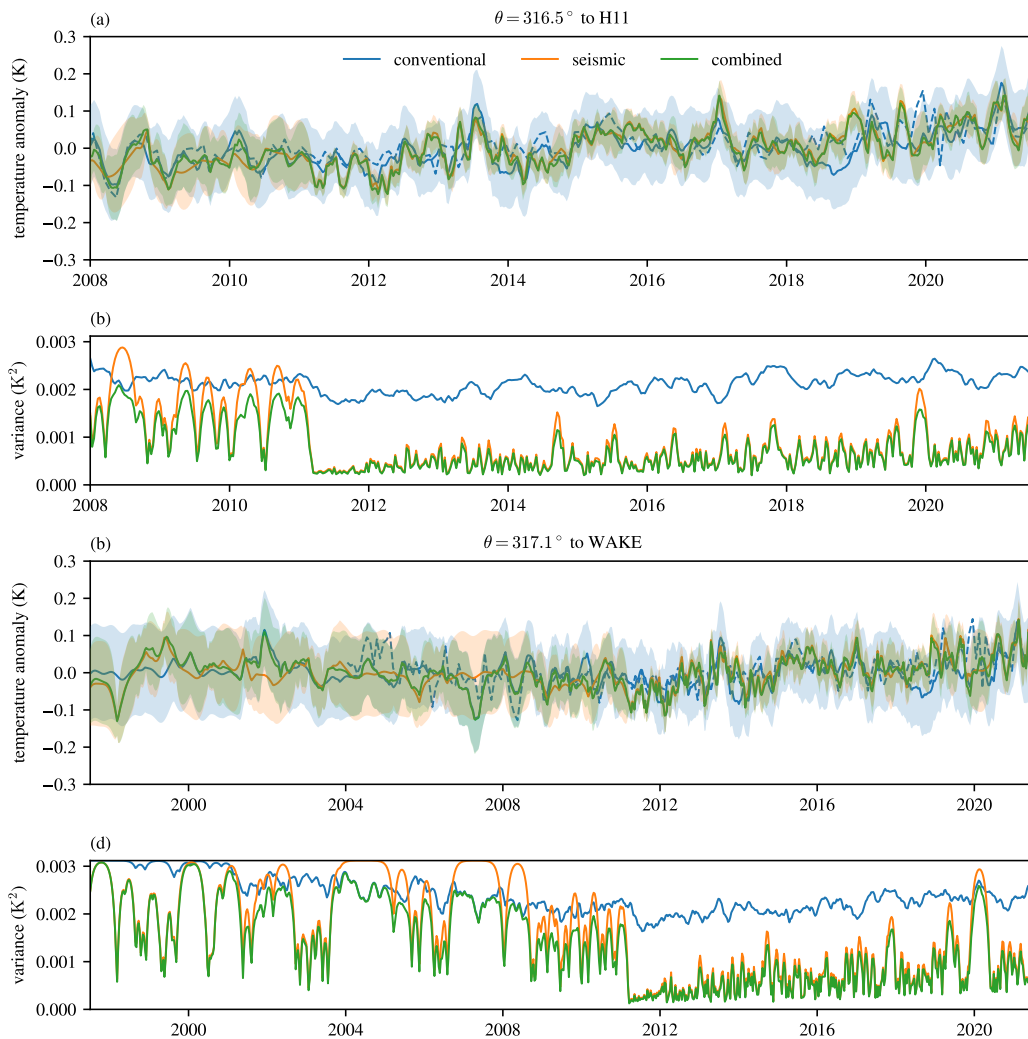 (a)
θ = 316.5° to H11
conventional seismic combined
temperature anomaly (K)
0.3
0.2
0.1
0.0
−0.1
−0.2
−0.3
2008 2010 2012 2014 2016 2018 2020
(b)
variance (K²)
0.003
0.002
0.001
0.000
2008 2010 2012 2014 2016 2018 2020
(b)
θ = 317.1° to WAKE
temperature anomaly (K)
0.3
0.2
0.1
0.0
−0.1
−0.2
−0.3
2000 2004 2008 2012 2016 2020
(d)
variance (K²)
0.003
0.002
0.001
0.000
2000 2004 2008 2012 2016 2020